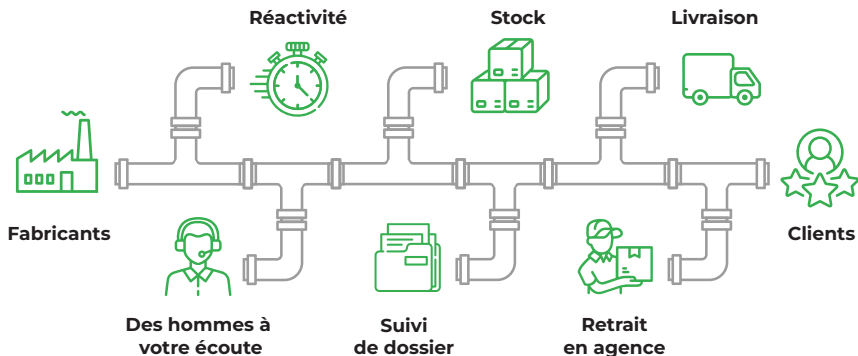 Réactivité
Stock
Livraison
Fabricants
Clients
Des hommes à
votre écoute
Suivi
de dossier
Retrait
en agence